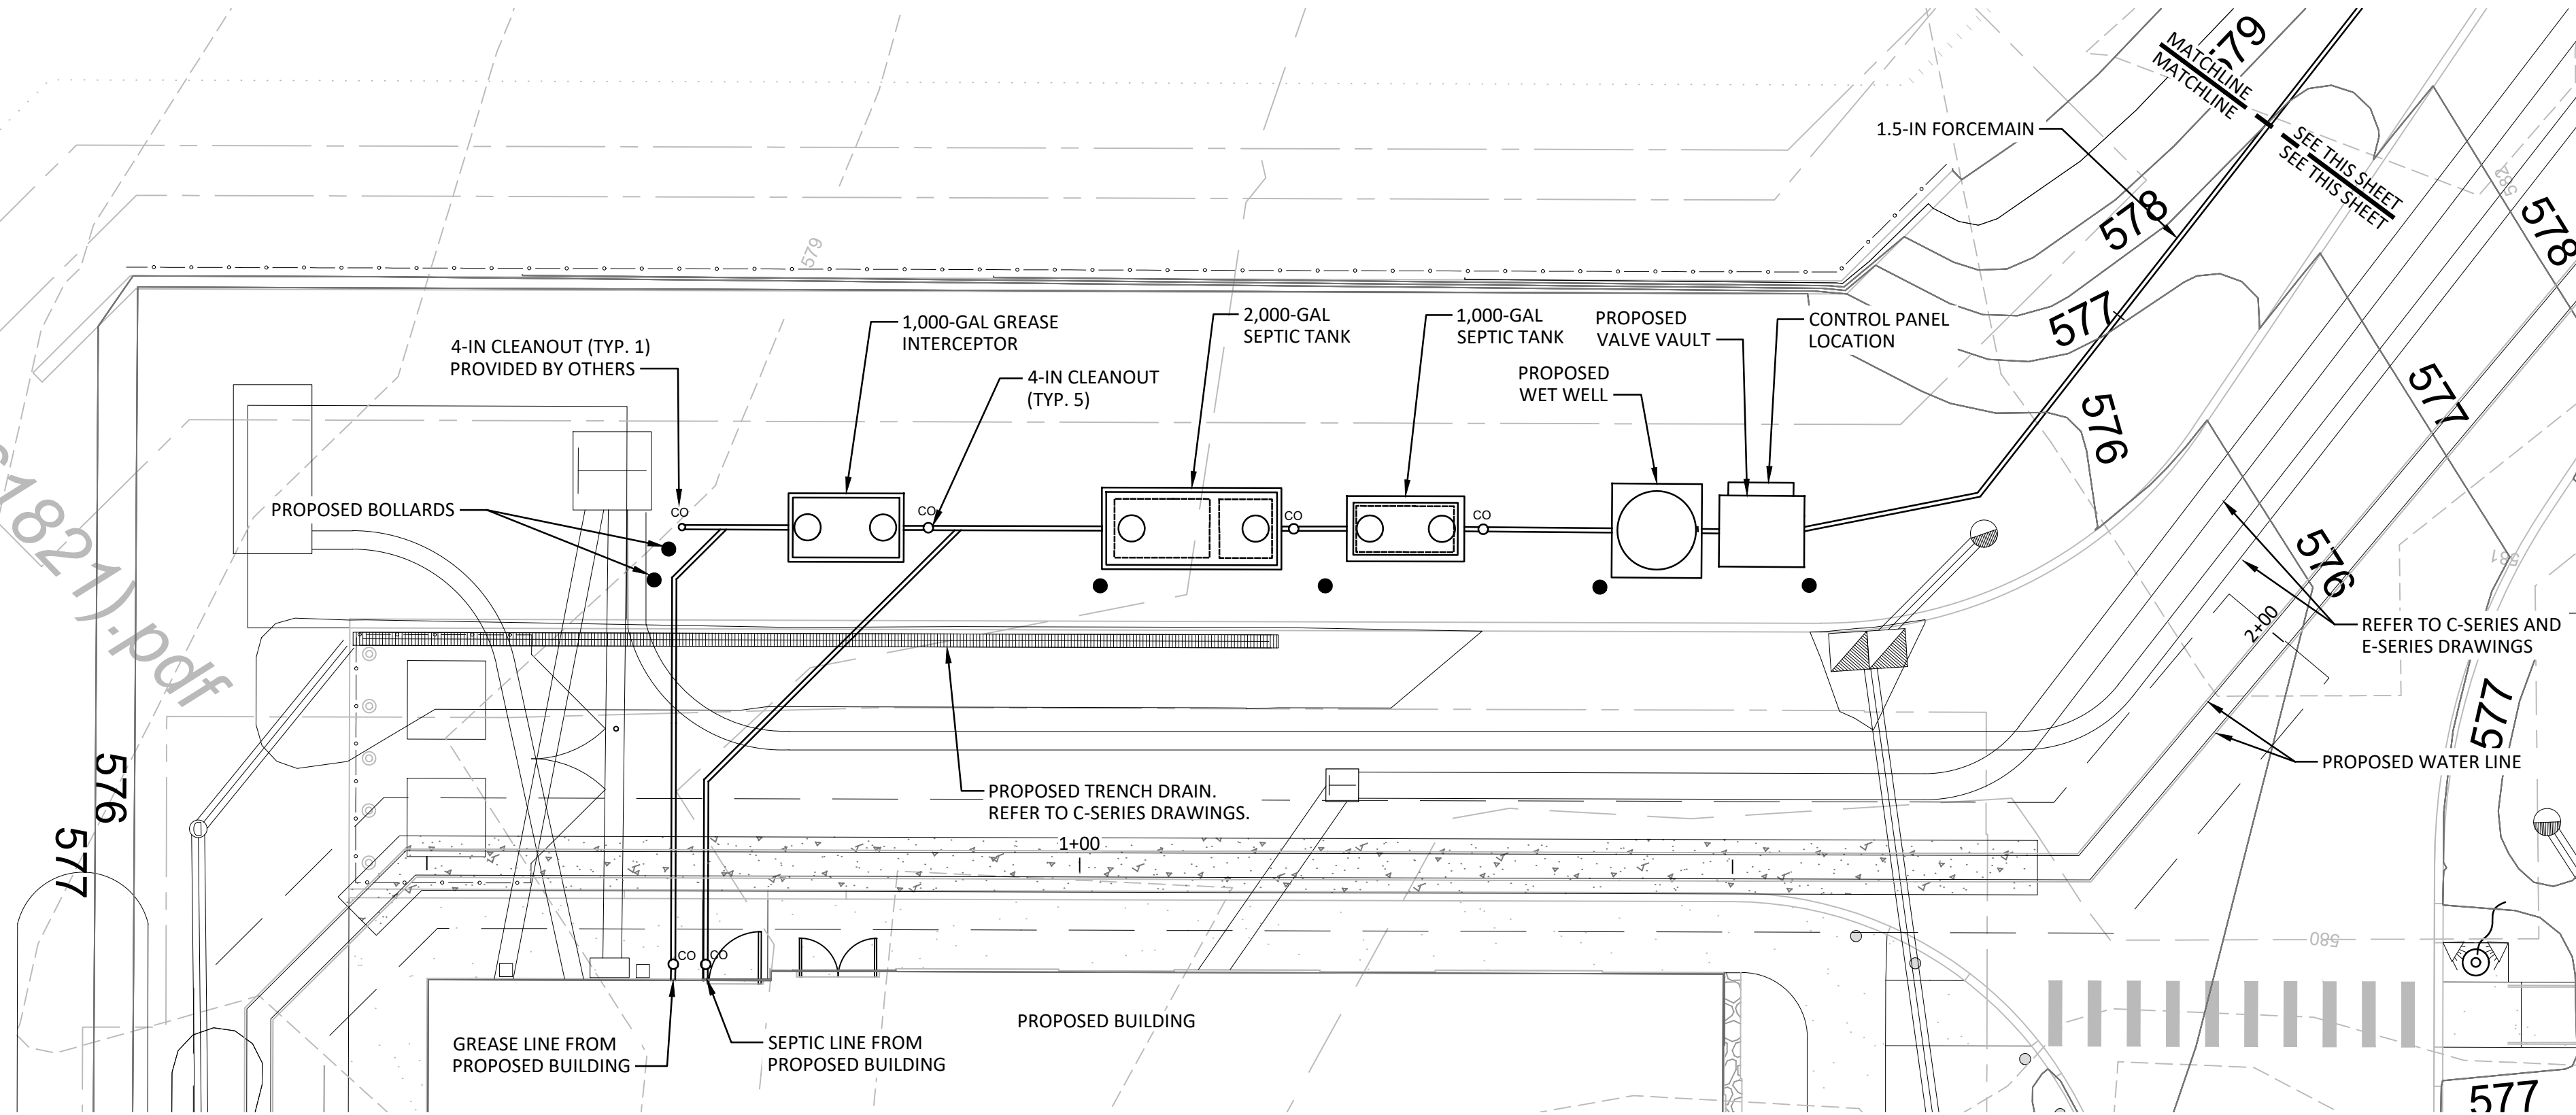 MATCHLINE
MATCHLINE
579
1.5-IN FORCEMAIN
SEE THIS SHEET
SEE THIS SHEET
582
578
578
579
577
1,000-GAL GREASE
INTERCEPTOR
2,000-GAL
SEPTIC TANK
1,000-GAL
SEPTIC TANK
PROPOSED
VALVE VAULT
CONTROL PANEL
LOCATION
4-IN CLEANOUT (TYP. 1)
PROVIDED BY OTHERS
4-IN CLEANOUT
(TYP. 5)
PROPOSED
WET WELL
577
576
PROPOSED BOLLARDS
CO
CO
CO
CO
1821).pdf
576
581
2+00
REFER TO C-SERIES AND
E-SERIES DRAWINGS
577
PROPOSED WATER LINE
576
577
PROPOSED TRENCH DRAIN.
REFER TO C-SERIES DRAWINGS.
1+00
580
CO
CO
PROPOSED BUILDING
GREASE LINE FROM
PROPOSED BUILDING
SEPTIC LINE FROM
PROPOSED BUILDING
577